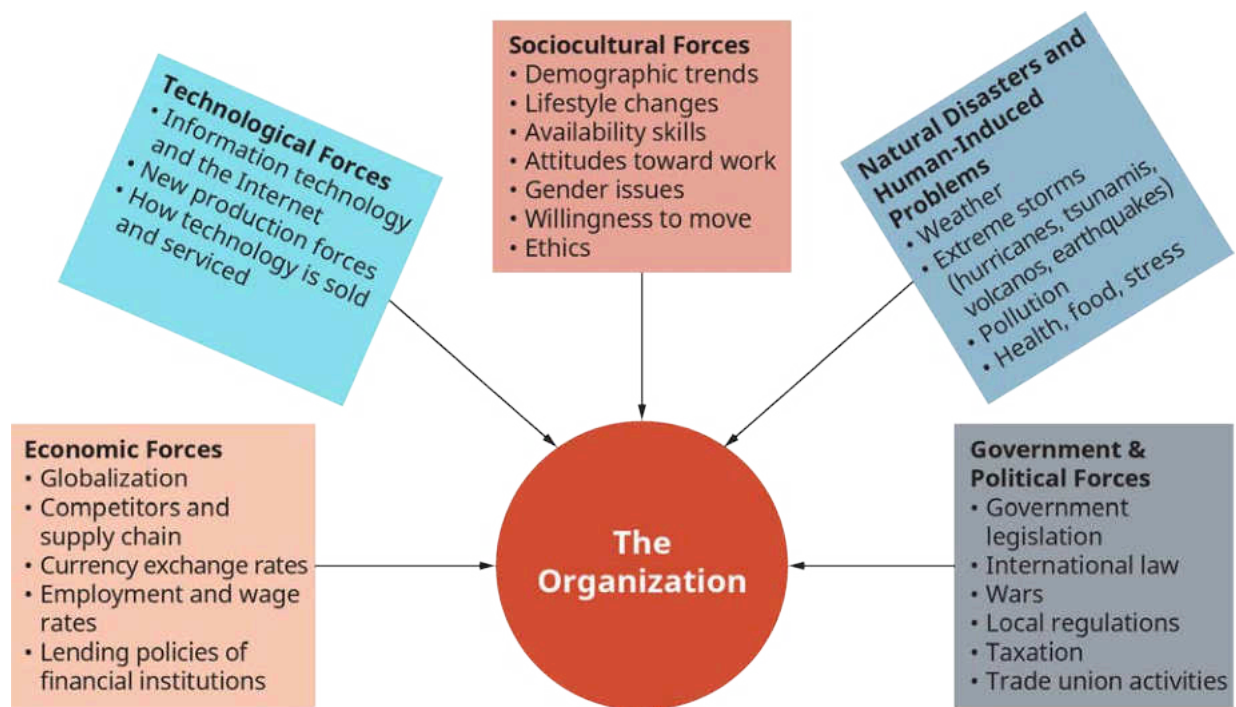 Technological Forces
• Information technology
and the Internet
• New production forces
• How technology is sold
and serviced
Sociocultural Forces
• Demographic trends
• Lifestyle changes
• Availability skills
• Attitudes toward work
• Gender issues
• Willingness to move
• Ethics
Natural Disasters and
Human-Induced
Problems
• Weather
• Extreme storms
(hurricanes, tsunamis,
volcanos, earthquakes)
• Pollution
• Health, food, stress
Economic Forces
• Globalization
• Competitors and
supply chain
• Currency exchange rates
• Employment and wage
rates
• Lending policies of
financial institutions
The
Organization
Government &
Political Forces
• Government
legislation
• International law
• Wars
• Local regulations
• Taxation
• Trade union activities